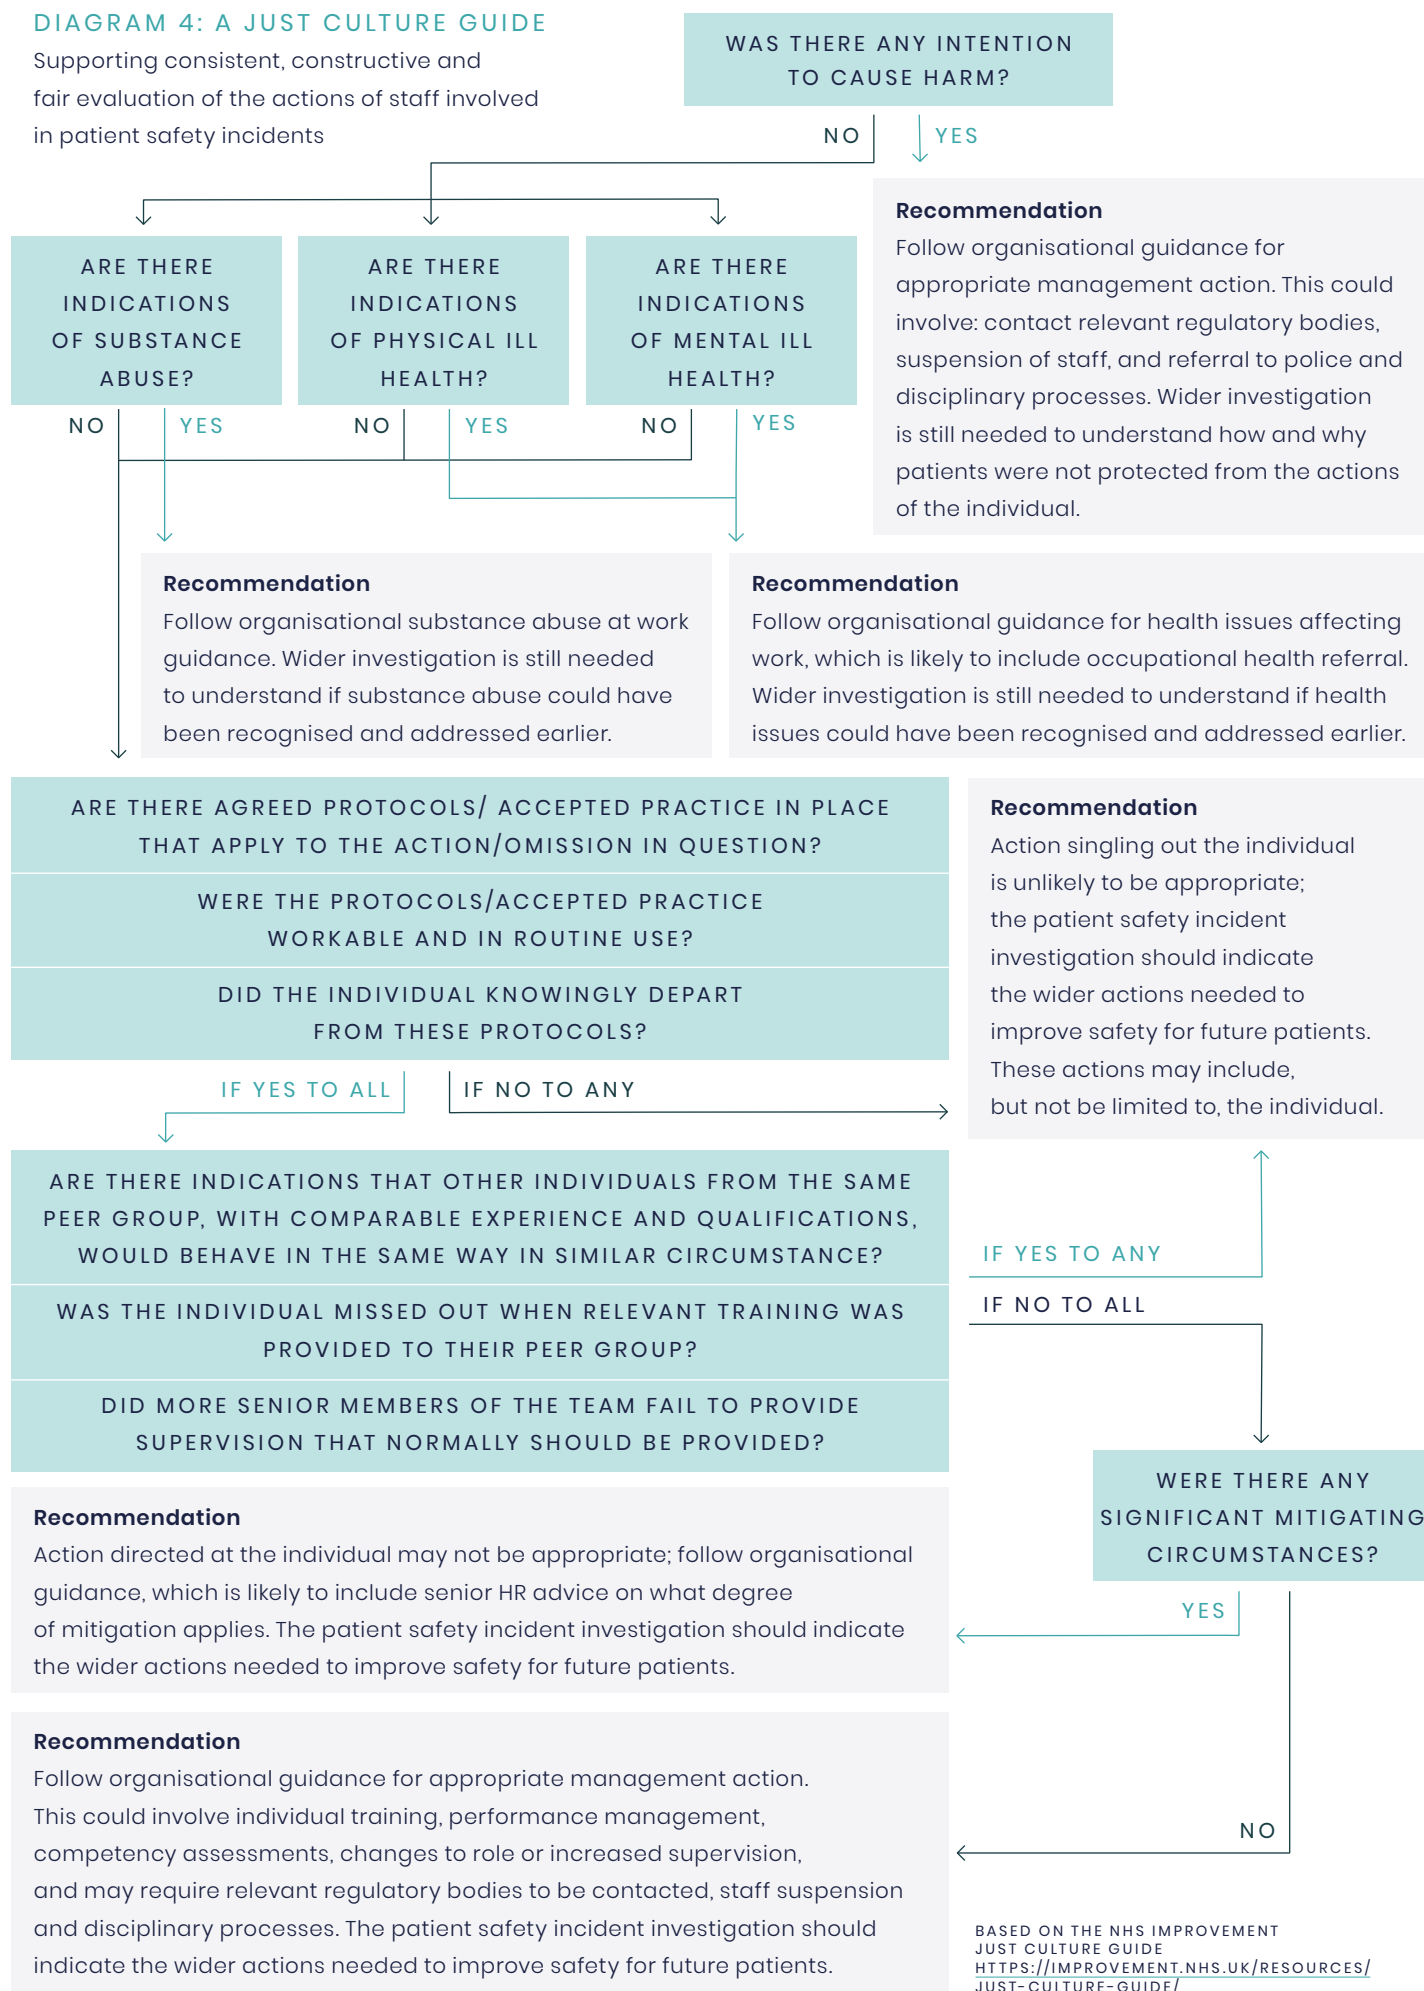 DIAGRAM 4: A JUST CULTURE GUIDE
Supporting consistent, constructive and
fair evaluation of the actions of staff involved
in patient safety incidents
WAS THERE ANY INTENTION
TO CAUSE HARM?
NO
YES
Recommendation
Follow organisational guidance for
appropriate management action. This could
involve: contact relevant regulatory bodies,
suspension of staff, and referral to police and
disciplinary processes. Wider investigation
is still needed to understand how and why
patients were not protected from the actions
of the individual.
ARE THERE
INDICATIONS
OF SUBSTANCE
ABUSE?
NO
YES
ARE THERE
INDICATIONS
OF PHYSICAL ILL
HEALTH?
NO
YES
ARE THERE
INDICATIONS
OF MENTAL ILL
HEALTH?
NO
YES
Recommendation
Follow organisational substance abuse at work
guidance. Wider investigation is still needed
to understand if substance abuse could have
been recognised and addressed earlier.
Recommendation
Follow organisational guidance for health issues affecting
work, which is likely to include occupational health referral.
Wider investigation is still needed to understand if health
issues could have been recognised and addressed earlier.
ARE THERE AGREED PROTOCOLS/ ACCEPTED PRACTICE IN PLACE
THAT APPLY TO THE ACTION/OMISSION IN QUESTION?
WERE THE PROTOCOLS/ACCEPTED PRACTICE
WORKABLE AND IN ROUTINE USE?
DID THE INDIVIDUAL KNOWINGLY DEPART
FROM THESE PROTOCOLS?
IF YES TO ALL
IF NO TO ANY
Recommendation
Action singling out the individual
is unlikely to be appropriate;
the patient safety incident
investigation should indicate
the wider actions needed to
improve safety for future patients.
These actions may include,
but not be limited to, the individual.
ARE THERE INDICATIONS THAT OTHER INDIVIDUALS FROM THE SAME
PEER GROUP, WITH COMPARABLE EXPERIENCE AND QUALIFICATIONS,
WOULD BEHAVE IN THE SAME WAY IN SIMILAR CIRCUMSTANCE?
WAS THE INDIVIDUAL MISSED OUT WHEN RELEVANT TRAINING WAS
PROVIDED TO THEIR PEER GROUP?
DID MORE SENIOR MEMBERS OF THE TEAM FAIL TO PROVIDE
SUPERVISION THAT NORMALLY SHOULD BE PROVIDED?
IF YES TO ANY
IF NO TO ALL
WERE THERE ANY
SIGNIFICANT MITIGATING
CIRCUMSTANCES?
YES
NO
Recommendation
Action directed at the individual may not be appropriate; follow organisational
guidance, which is likely to include senior HR advice on what degree
of mitigation applies. The patient safety incident investigation should indicate
the wider actions needed to improve safety for future patients.
Recommendation
Follow organisational guidance for appropriate management action.
This could involve individual training, performance management,
competency assessments, changes to role or increased supervision,
and may require relevant regulatory bodies to be contacted, staff suspension
and disciplinary processes. The patient safety incident investigation should
indicate the wider actions needed to improve safety for future patients.
BASED ON THE NHS IMPROVEMENT
JUST CULTURE GUIDE
HTTPS://IMPROVEMENT.NHS.UK/RESOURCES/
JUST-CULTURE-GUIDE/